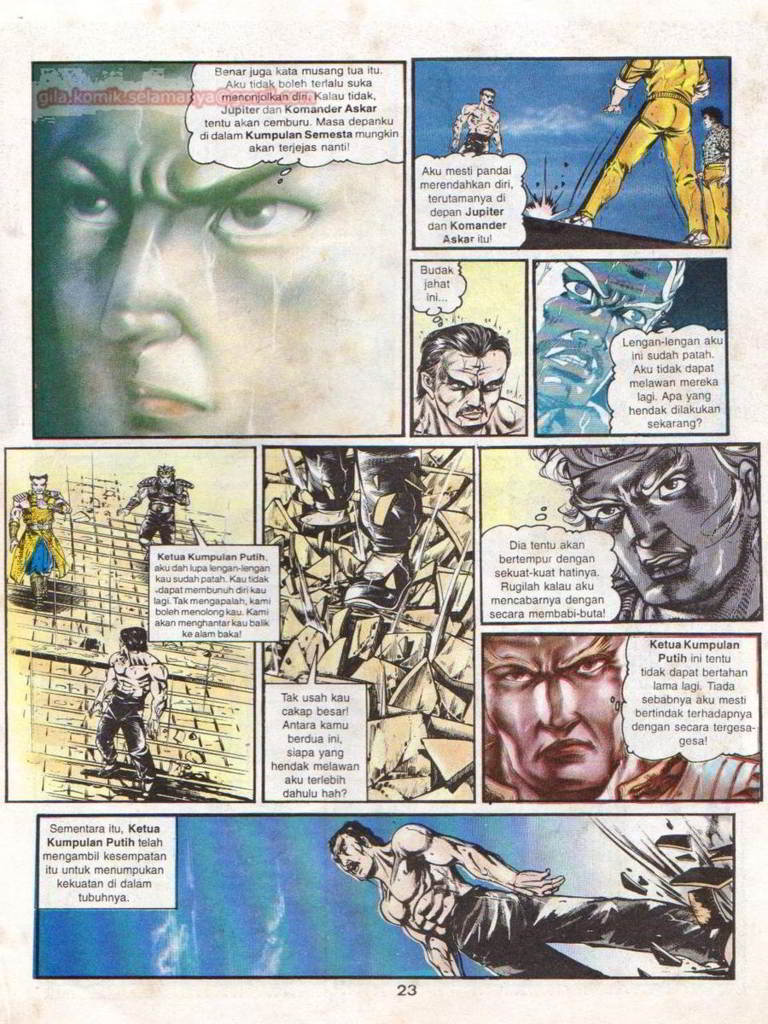 Benar juga kata musang tua itu.
Aku tidak boleh terlalu suka
menonjolkan diri. Kalau tidak,
Jupiter dan Komander Askar
tentu akan cemburu. Masa depanku
di dalam Kumpulan Semesta mungkin
akan terjejas nanti!
Aku mesti pandai
merendahkan diri,
terutamanya di
depan Jupiter
dan Komander
Askar itu!
Budak
jahat
ini...
Lengan-lengan aku
ini sudah patah.
Aku tidak dapat
melawan mereka
lagi. Apa yang
hendak dilakukan
sekarang?
Ketua Kumpulan Putih,
aku dah lupa lengan-lengan
kau sudah patah. Kau tidak
dapat membunuh diri kau
lagi. Tak mengapalah, kami
boleh menolong kau. Kami
akan menghantar kau balik
ke alam baka!
Tak usah kau
cakap besar!
Antara kamu
berdua ini,
siapa yang
hendak melawan
aku terlebih
dahulu hah?
Dia tentu akan
bertempur dengan
sekuat-kuat hatinya.
Rugilah kalau aku
mencabarnya dengan
secara membabi-buta!
Ketua Kumpulan
Putih ini tentu
tidak dapat bertahan
lama lagi. Tiada
sebabnya aku mesti
bertindak terhadapnya
dengan secara tergesa-
gesa!
Sementara itu, Ketua
Kumpulan Putih telah
mengambil kesempatan
itu untuk menumpukan
kekuatan di dalam
tubuhnya.
23